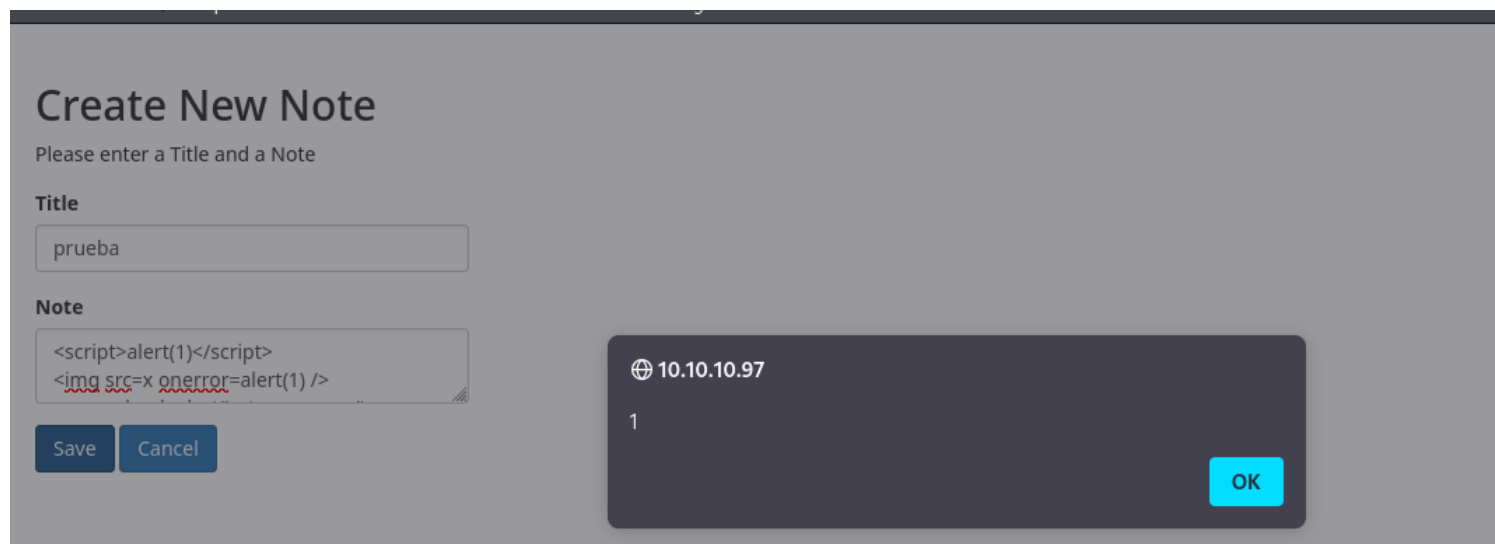 Create New Note
Please enter a Title and a Note
Title
prueba
Note
<script>alert(1)</script>
<img src=x onerror=alert(1) />
Save Cancel
10.10.10.97
1
OK